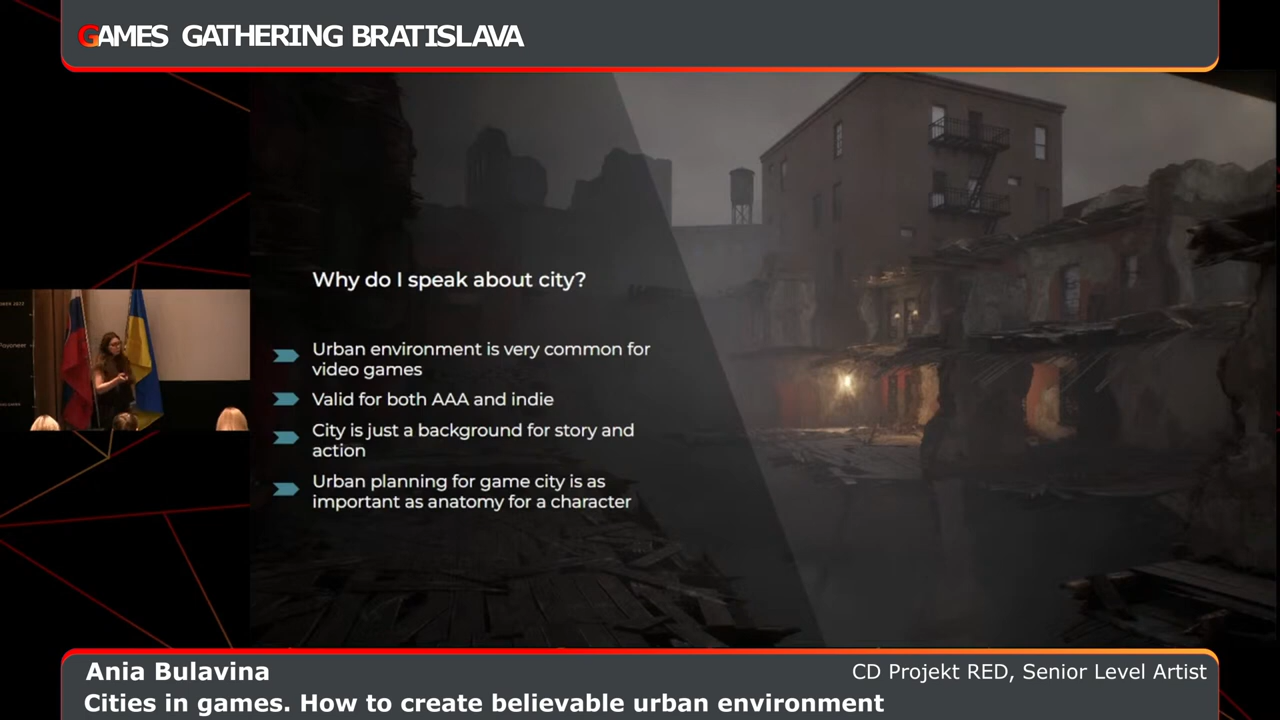 GAMES GATHERING BRATISLAVA
Why do I speak about city?
Urban environment is very common for
video games
Valid for both AAA and indie
City is just a background for story and
action
Urban planning for game city is as
important as anatomy for a character
Payoneer
Ania Bulavina
CD Projekt RED, Senior Level Artist
Cities in games. How to create believable urban environment